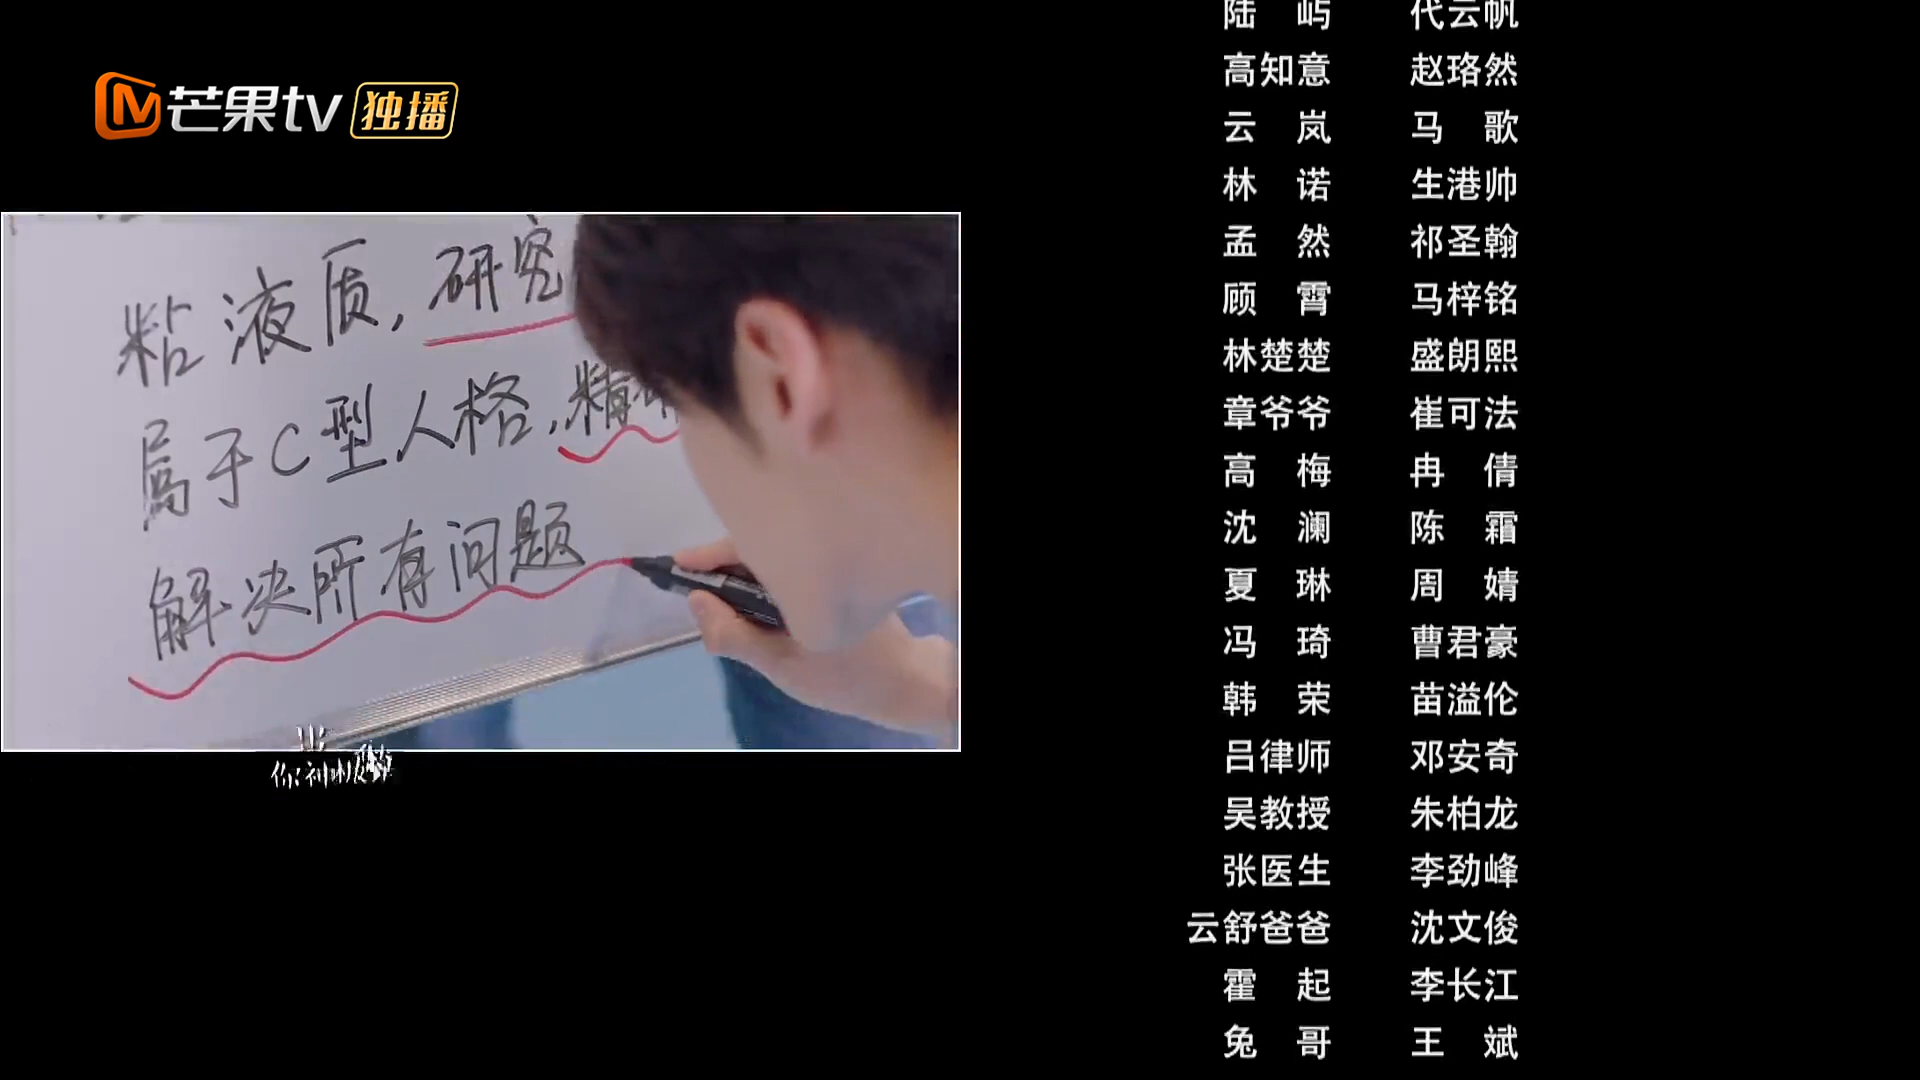 芒果tv 独播
粘液质,研究
属于C型人格,精神
解决所有问题
陆屿 代云帆
高知意 赵珞然
云岚 马歌
林诺 生港帅
孟然 祁圣翰
顾霄 马梓铭
林楚楚 盛朗熙
章爷爷 崔可法
高梅 冉倩
沈澜 陈霜
夏琳 周婧
冯琦 曹君豪
韩荣 苗溢伦
吕律师 邓安奇
吴教授 朱柏龙
张医生 李劲峰
云舒爸爸 沈文俊
霍起 李长江
兔哥 王斌